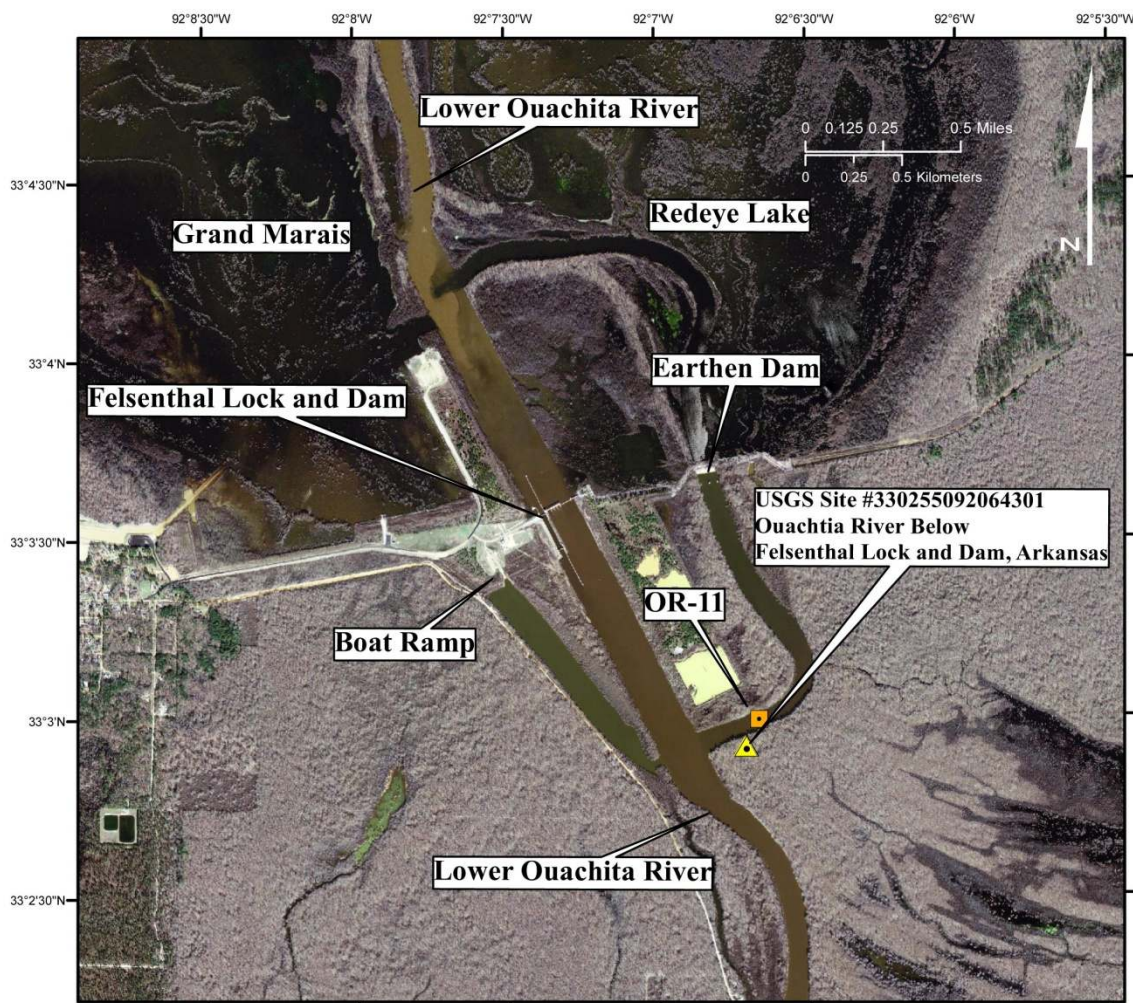 92°8'30"W 92°8'W 92°7'30"W 92°7'W 92°6'30"W 92°6'W 92°5'30"W
Lower Ouachita River
0 0.125 0.25 0.5 Miles
0 0.25 0.5 Kilometers
33°4'30"N
Grand Marais
Redeye Lake
N
33°4'N
Earthen Dam
Felsenthal Lock and Dam
USGS Site #330255092064301
Ouachtia River Below
Felsenthal Lock and Dam, Arkansas
33°3'30"N
OR-11
Boat Ramp
33°3'N
Lower Ouachita River
33°2'30"N